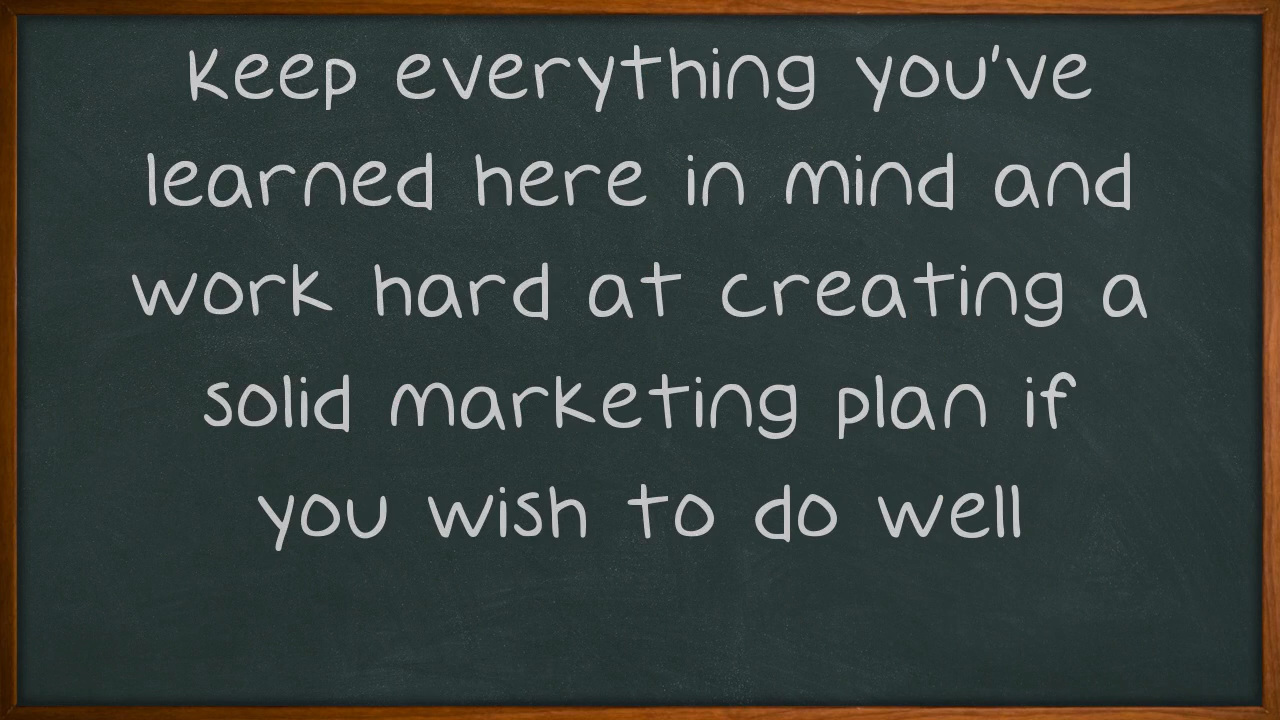 Keep everything you've
learned here in mind and
work hard at creating a
solid marketing plan if
you wish to do well